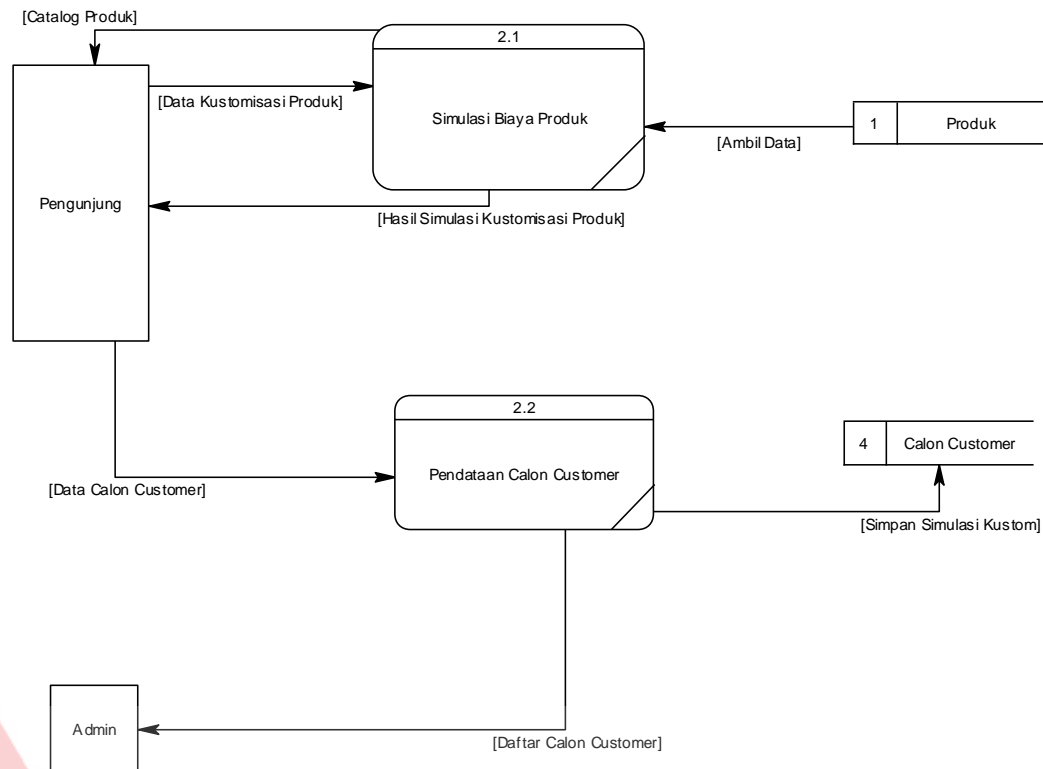 [Catalog Produk]
2.1
[Data Kustomisasi Produk]
Simulasi Biaya Produk
1
Produk
[Ambil Data]
Pengunjung
[Hasil Simulasi Kustomisasi Produk]
2.2
4
Calon Customer
Pendataan Calon Customer
[Data Calon Customer]
[Simpan Simulasi Kustom]
Admin
[Daftar Calon Customer]